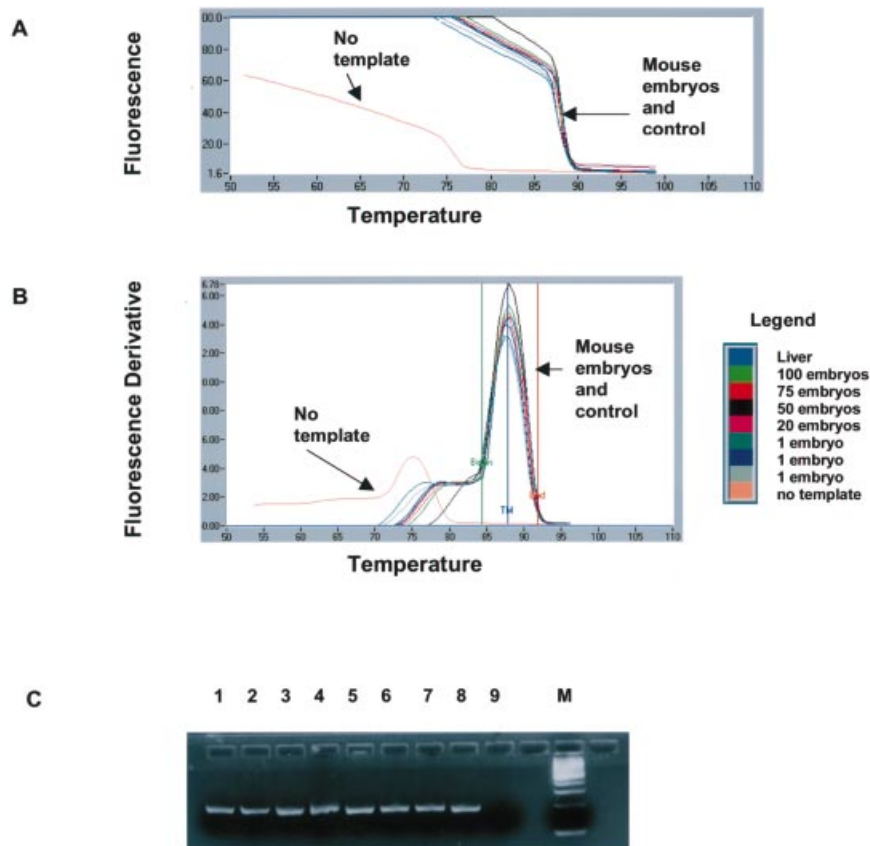 A
Fluorescence
00.0
80.0
60.0
40.0
20.0
1.6
No
template
Mouse
embryos
and
control
50 55 60 65 70 75 80 85 90 95 100 105 110
Temperature
B
Fluorescence Derivative
6.78
6.00
4.00
0.00
4.00
2.00
0.00
No
template
Mouse
embryos
and
control
TM
50 55 60 65 70 75 80 85 90 95 100 105 110
Temperature
Legend
Liver
100 embryos
75 embryos
50 embryos
20 embryos
1 embryo
1 embryo
1 embryo
no template
C
1 2 3 4 5 6 7 8 9 M